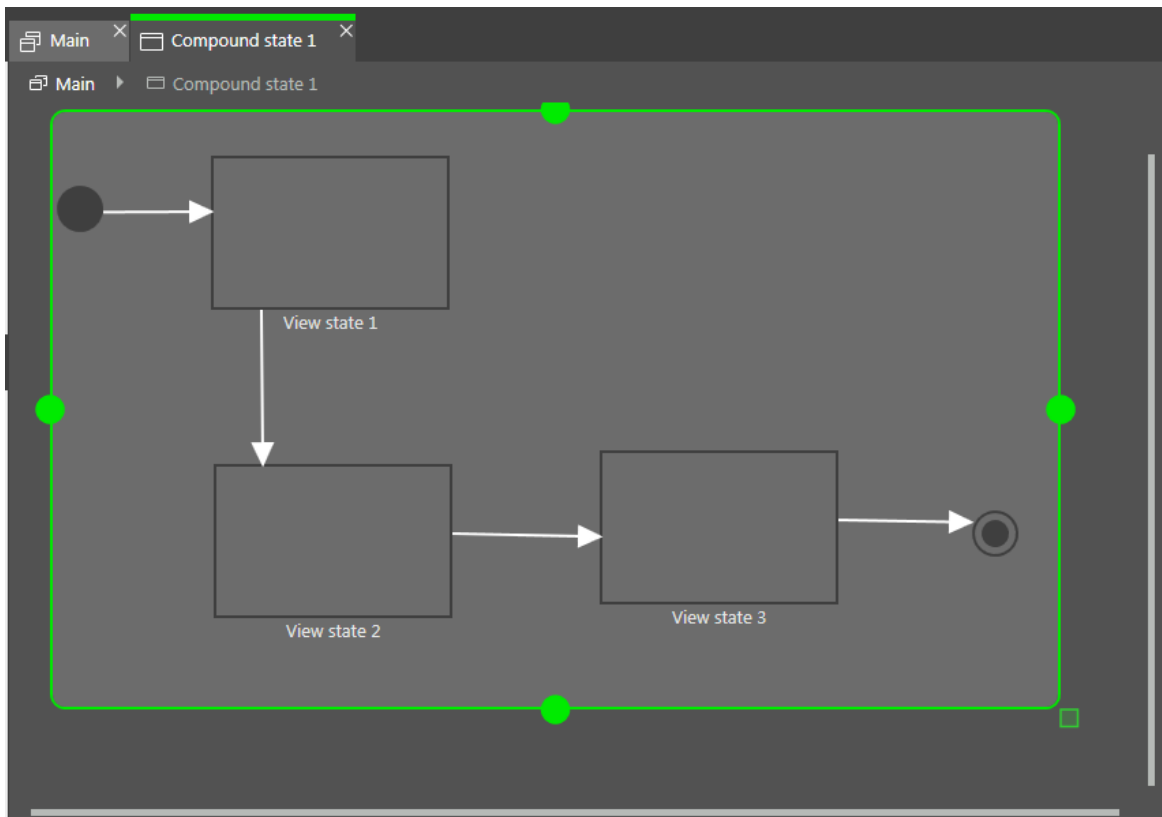 Main
Compound state 1
Main
Compound state 1
View state 1
View state 2
View state 3